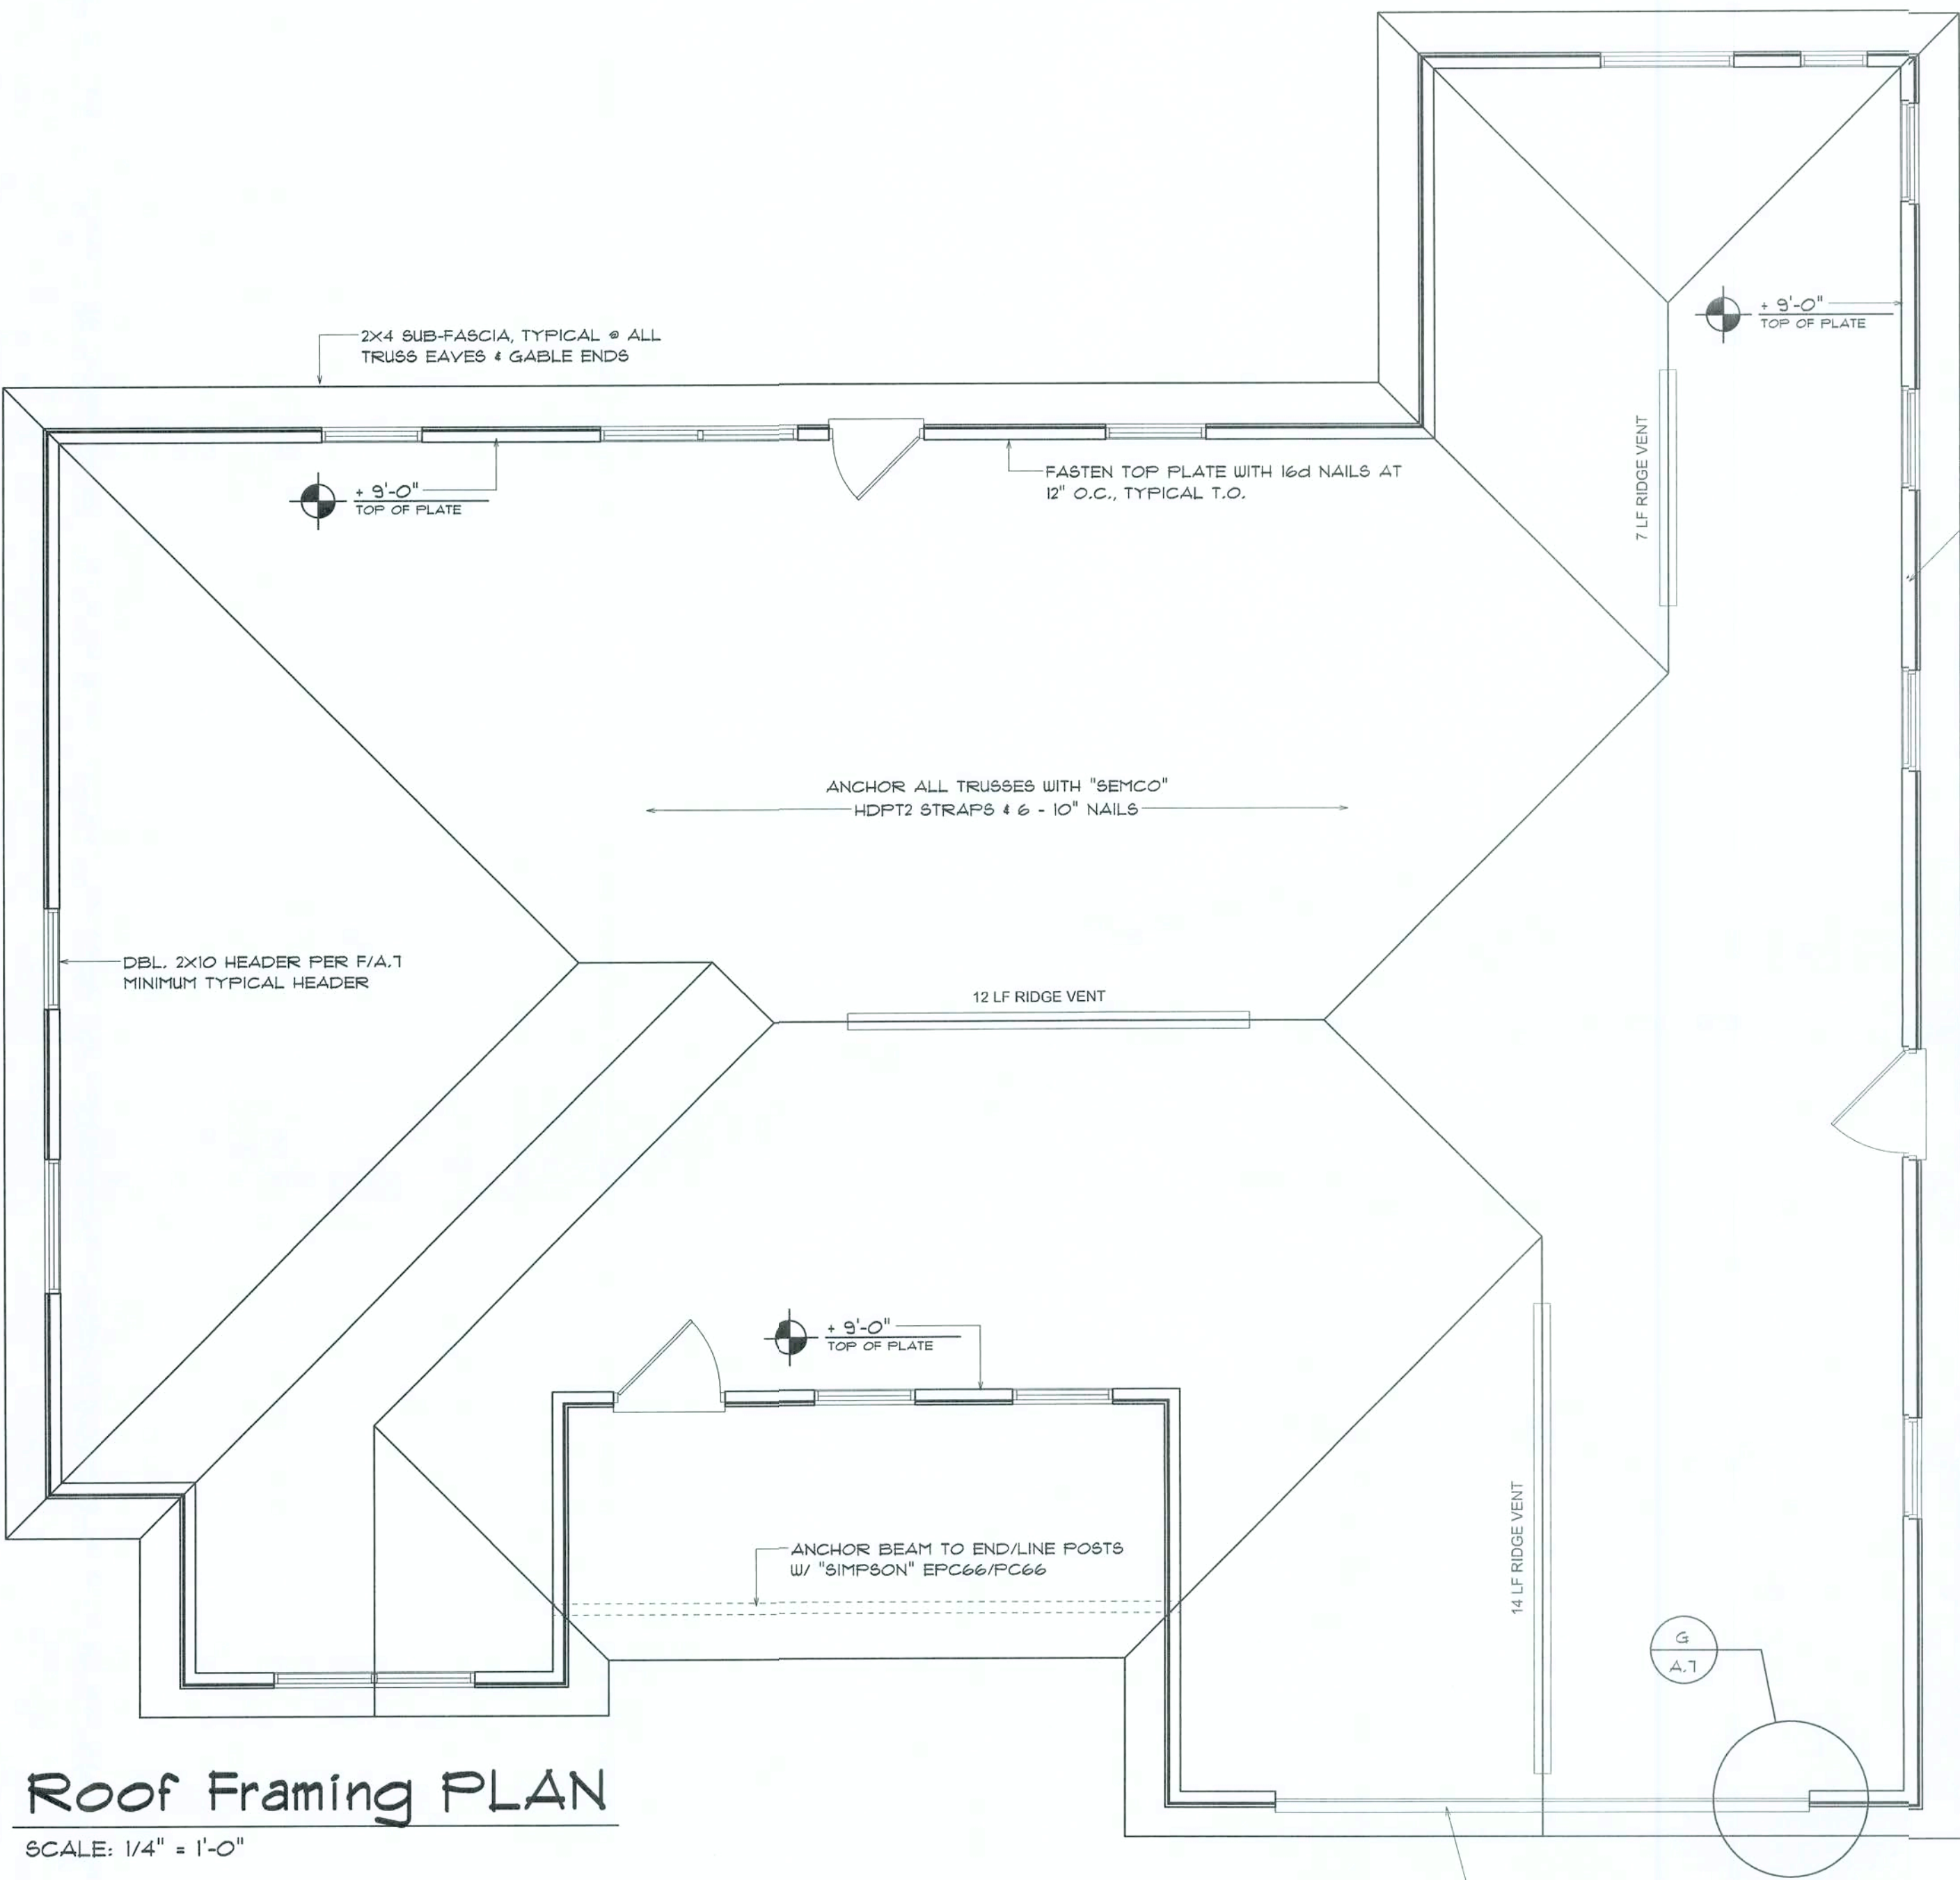 + 9'-0"
TOP OF PLATE
2X4 SUB-FASCIA, TYPICAL @ ALL
TRUSS EAVES & GABLE ENDS
7 LF RIDGE VENT
FASTEN TOP PLATE WITH 16d NAILS AT
12" O.C., TYPICAL T.O.
+ 9'-0"
TOP OF PLATE
ANCHOR ALL TRUSSES WITH "SEMCO"
HDPT2 STRAPS & 6 - 10" NAILS
DBL. 2X10 HEADER PER F/A.7
MINIMUM TYPICAL HEADER
12 LF RIDGE VENT
+ 9'-0"
TOP OF PLATE
ANCHOR BEAM TO END/LINE POSTS
W/ "SIMPSON" EPC66/PC66
14 LF RIDGE VENT
G
A.7
Roof Framing PLAN
SCALE: 1/4" = 1'-0"